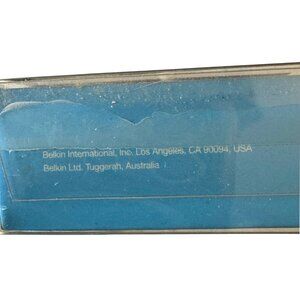 Belkin International, Inc. Los Angeles, CA 90094, USA
Belkin Ltd. Tuggerah, Australia